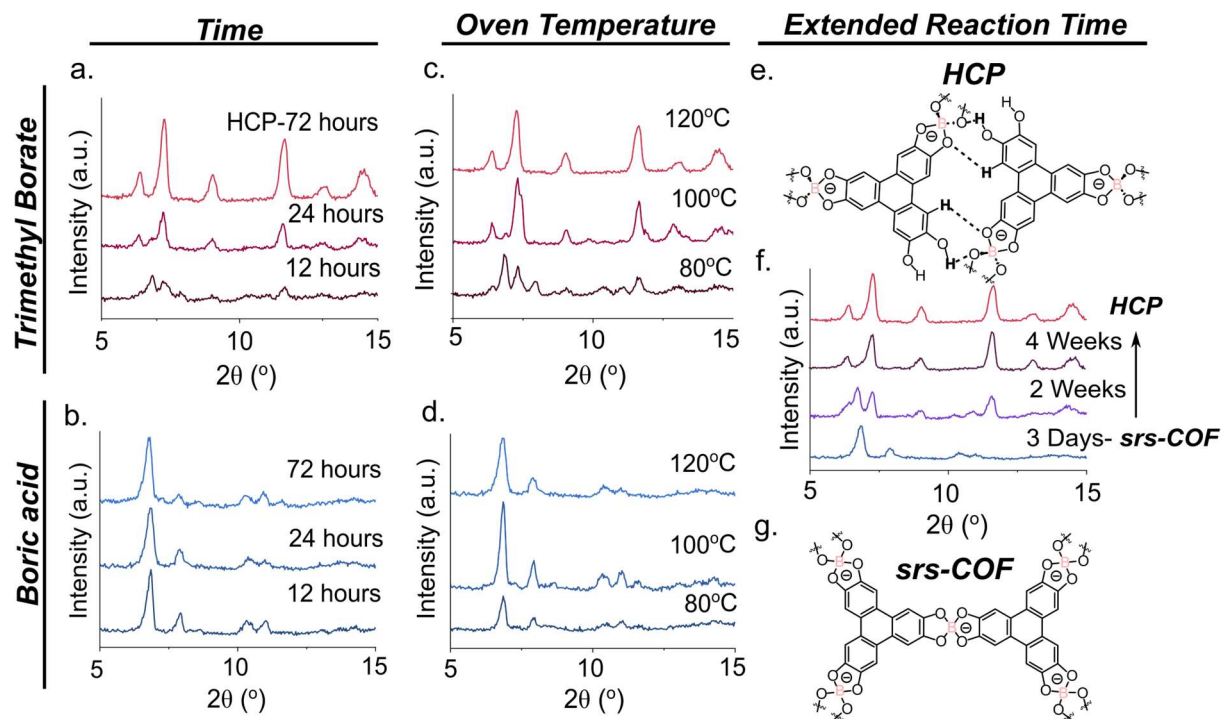 Time
Oven Temperature
Extended Reaction Time
Trimethyl Borate
Boric acid
a.
HCP-72 hours
24 hours
12 hours
Intensity (a.u.)
5 10 15
2θ (°)
c.
120°C
100°C
80°C
Intensity (a.u.)
5 10 15
2θ (°)
e.
HCP
H
O
O
B
O
H
O
O
H
O
O
H
O
O
B
⊖
O
O
O
O
O
B
⊖
O
O
H
O
O
H
O
B
⊖
O
O
f.
HCP
4 Weeks
2 Weeks
3 Days- srs-COF
Intensity (a.u.)
5 10 15
2θ (°)
b.
72 hours
24 hours
12 hours
Intensity (a.u.)
5 10 15
2θ (°)
d.
120°C
100°C
80°C
Intensity (a.u.)
5 10 15
2θ (°)
g.
srs-COF
O
O
B
⊖
O
O
O
O
B
⊖
O
O
O
O
B
⊖
O
O
O
O
B
⊖
O
O
O
O
B
⊖
O
O